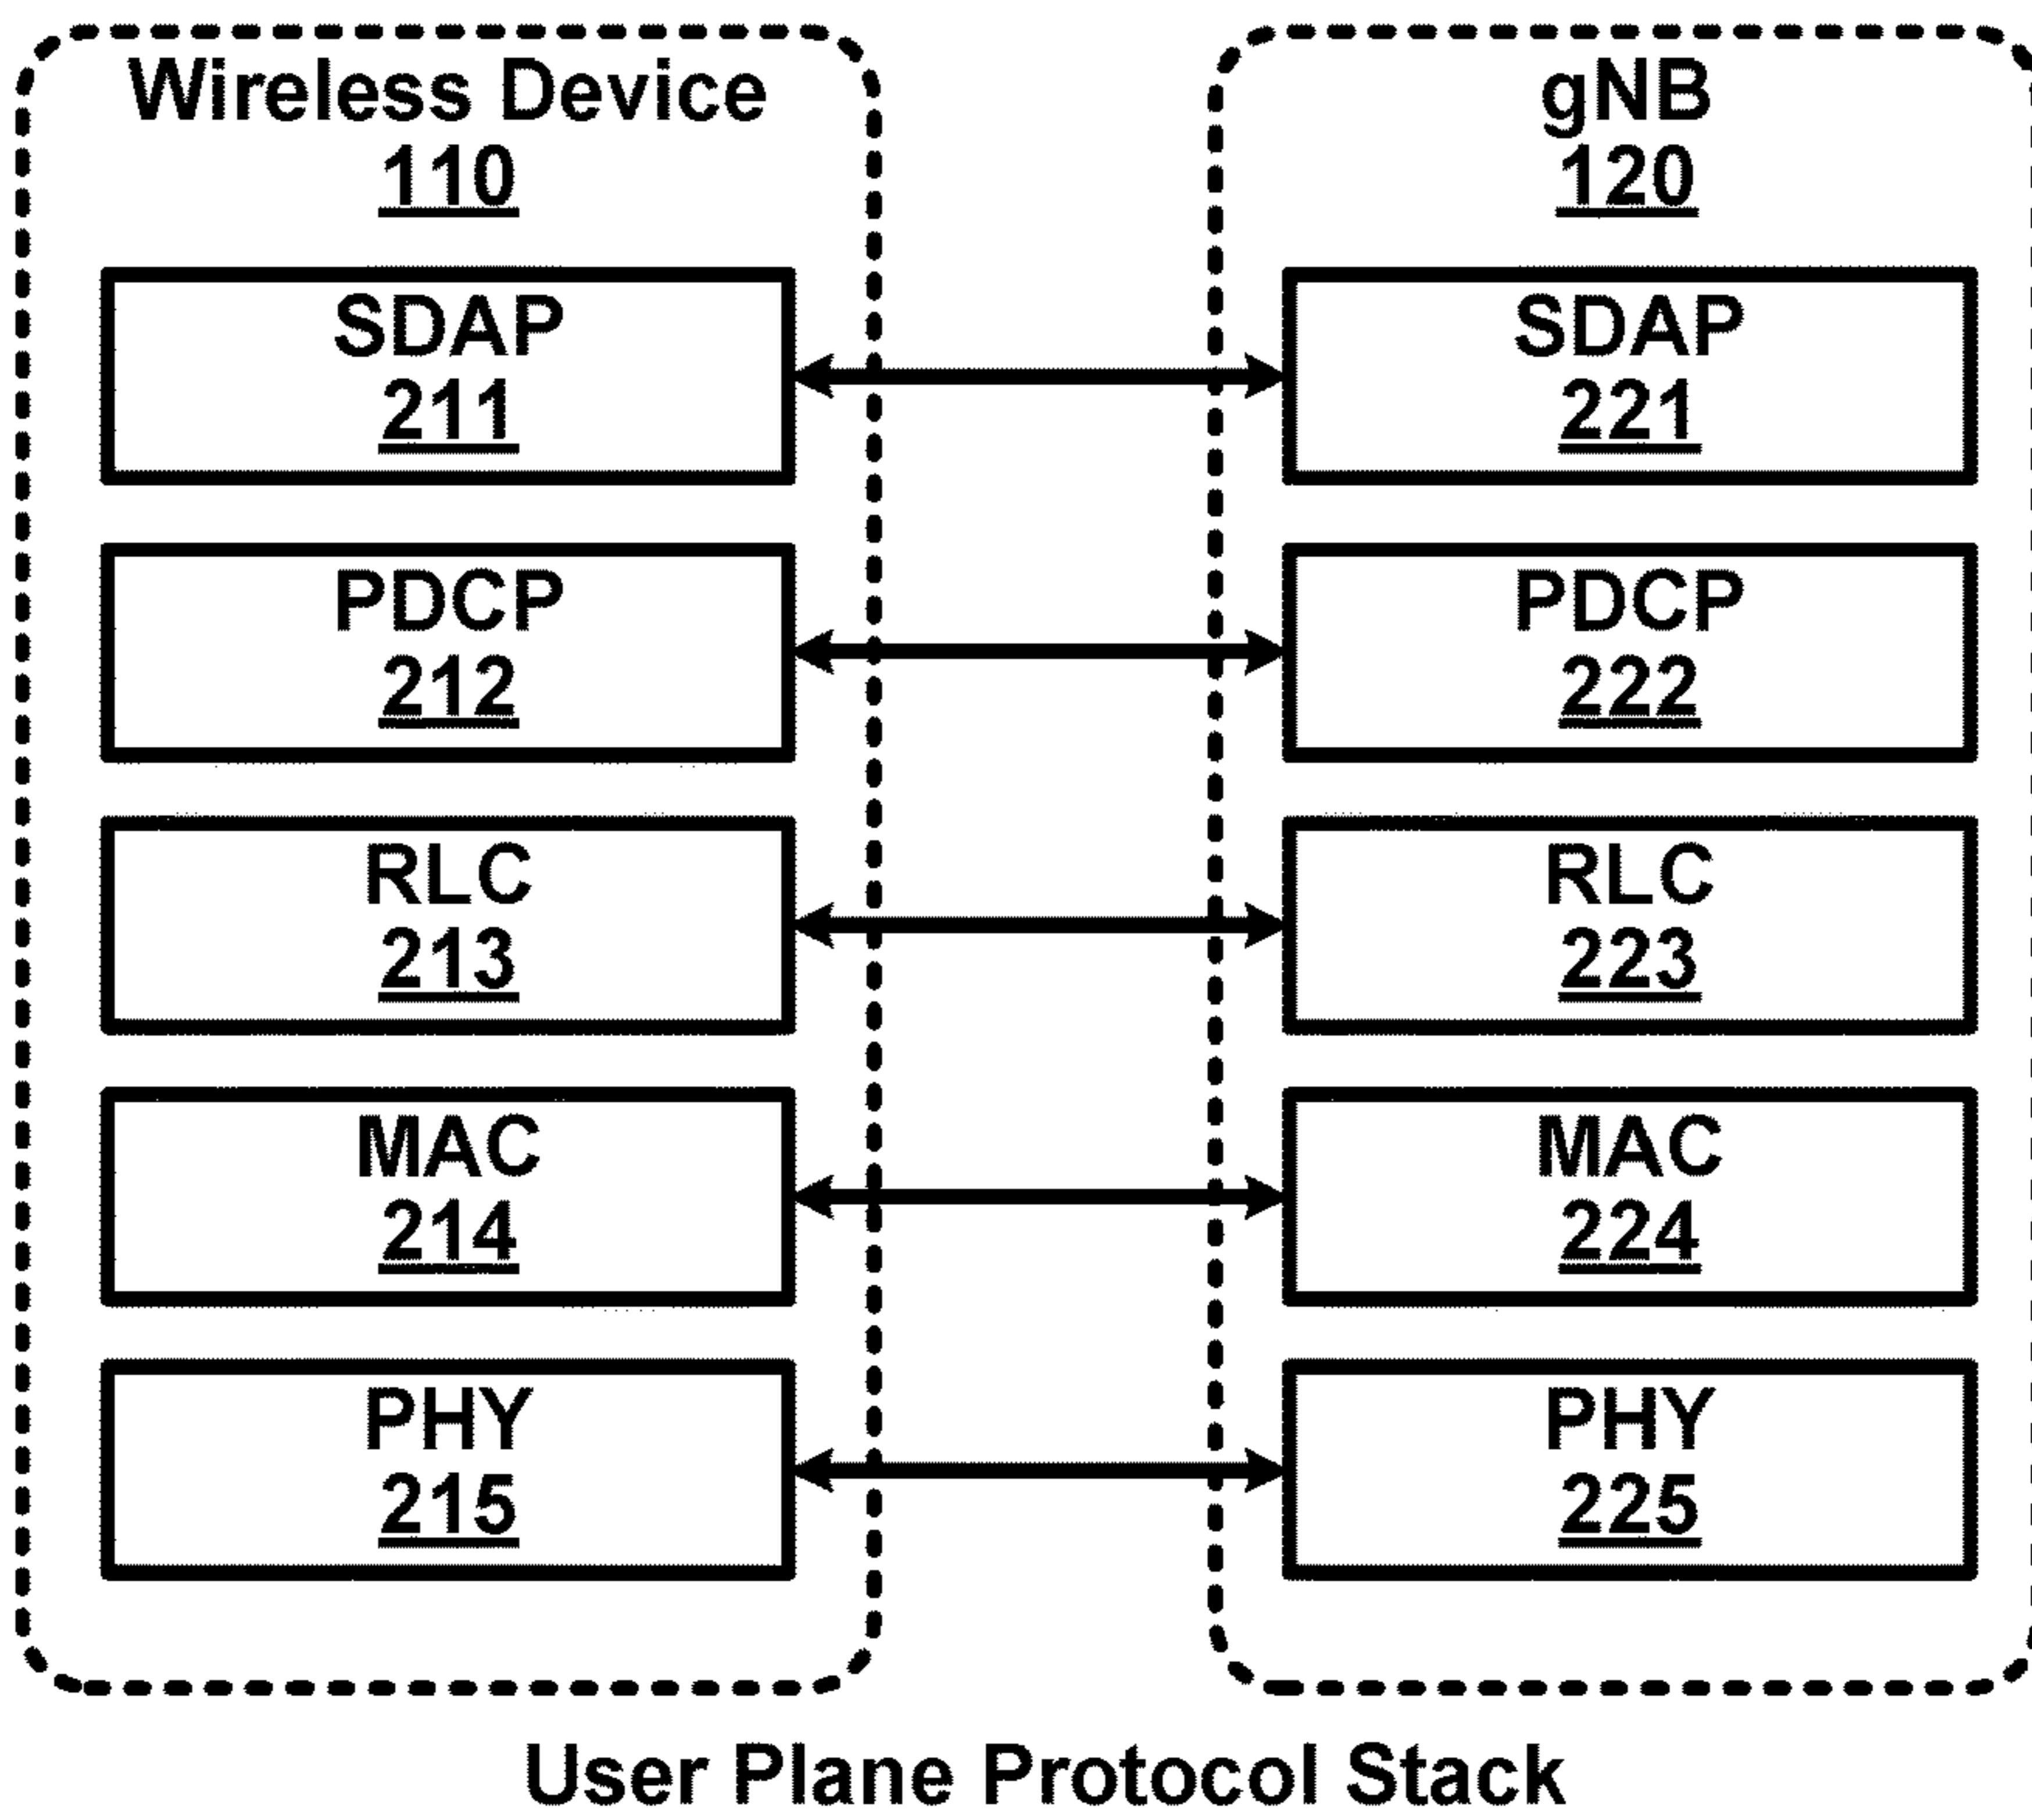 Wireless Device
110
SDAP
211
PDCP
212
RLC
213
MAC
214
PHY
215
gNB
120
SDAP
221
PDCP
222
RLC
223
MAC
224
PHY
225
User Plane Protocol Stack